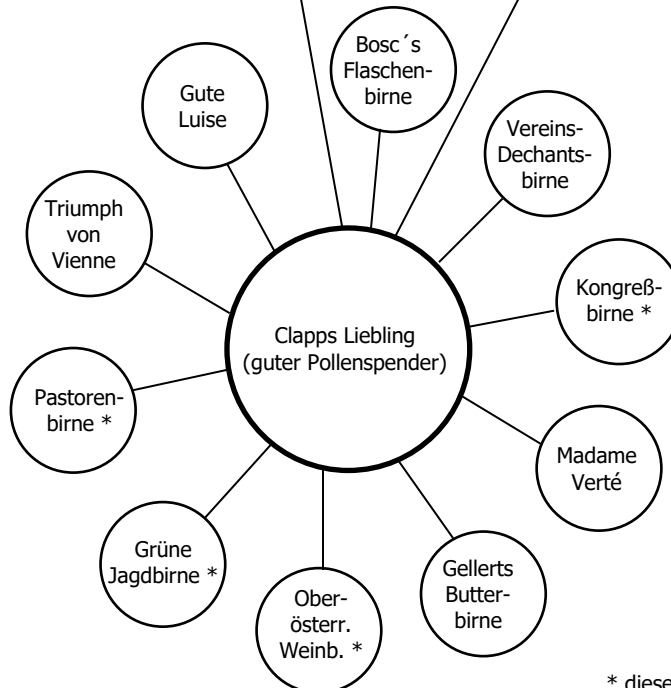 Bosc´s
Flaschen-
birne
Gute
Luise
Vereins-
Dechants-
birne
Triumph
von
Vienne
Kongreß-
birne *
Clapps Liebling
(guter Pollenspender)
Pastoren-
birne *
Madame
Verté
Grüne
Jagdbirne *
Gellerts
Butter-
birne
Ober-
österr.
Weinb. *
* diese